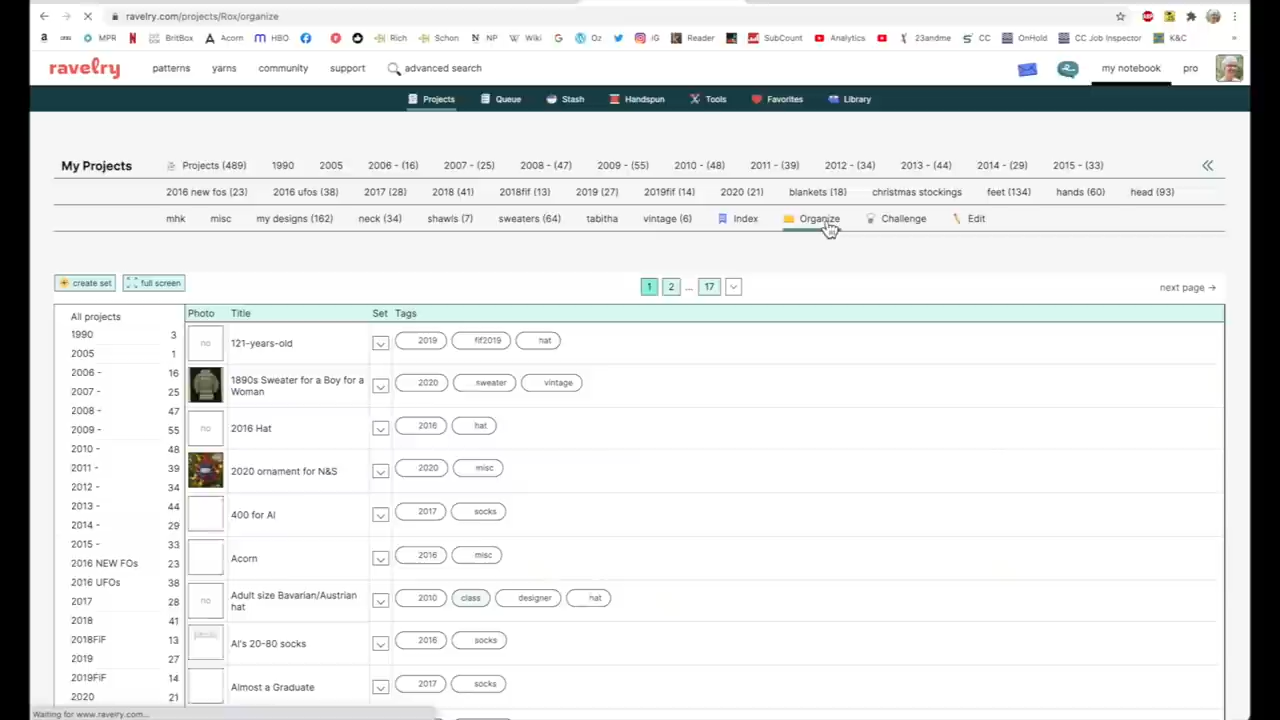 ravelry.com/projects/Rox/organize
MPR BritBox Acorn HBO Rich Schon NP Wiki Oz IG Reader SubCount Analytics 23andme CC OnHold CC Job Inspector K&C »
ravelry patterns yarns community support advanced search my notebook pro
Projects Queue Stash Handspun Tools Favorites Library
My Projects Projects (489) 1990 2005 2006 - (16) 2007 - (25) 2008 - (47) 2009 - (55) 2010 - (48) 2011 - (39) 2012 - (34) 2013 - (44) 2014 - (29) 2015 - (33)
2016 new fos (23) 2016 ufos (38) 2017 (28) 2018 (41) 2018fif (13) 2019 (27) 2019fif (14) 2020 (21) blankets (18) christmas stockings feet (134) hands (60) head (93)
mhk misc my designs (162) neck (34) shawls (7) sweaters (64) tabitha vintage (6) Index Organize Challenge Edit
create set full screen 1 2 ... 17 next page →
All projects
1990 3
2005 1
2006 - 16
2007 - 25
2008 - 47
2009 - 55
2010 - 48
2011 - 39
2012 - 34
2013 - 44
2014 - 29
2015 - 33
2016 NEW FOs 23
2016 UFOs 38
2017 28
2018 41
2018FiF 13
2019 27
2019FiF 14
2020 21
Photo Title Set Tags
no 121-years-old 2019 fif2019 hat
1890s Sweater for a Boy for a
Woman 2020 sweater vintage
no 2016 Hat 2016 hat
2020 ornament for N&S 2020 misc
400 for Al 2017 socks
Acorn 2016 misc
no Adult size Bavarian/Austrian
hat 2010 class designer hat
Al's 20-80 socks 2016 socks
Almost a Graduate 2017 socks
Waiting for www.ravelry.com...